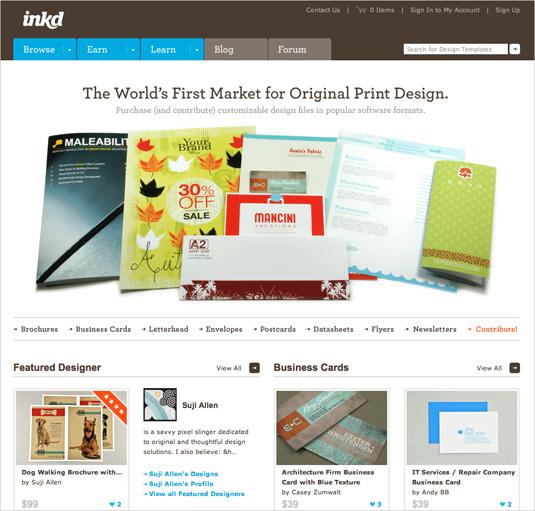 Contact Us | 0 Items | Sign In to My Account | Sign Up
inkd
Browse Earn Learn Blog Forum
Search for Design Templates
The World's First Market for Original Print Design.
Purchase (and contribute) customizable design files in popular software formats.
MALEABILIT
Your
Brand
30%
OFF
SALE
Annie's Fabric
MANCINI
VACATIONS
A2
Brochures Business Cards Letterhead Envelopes Postcards Datasheets Flyers Newsletters Contribute!
Featured Designer View All
Business Cards View All
Suji Allen
is a savvy pixel slinger dedicated
to original and thoughtful design
solutions. I also believe: &h..
Suji Allen's Designs
Suji Allen's Profile
View all Featured Designers
Dog Walking Brochure with...
by Suji Allen
$99 2
E•C
EXETER
Architecture Firm Business
Card with Blue Texture
by Casey Zumwalt
$39 3
IT Services / Repair Company
Business Card
by Andy BB
$39 2